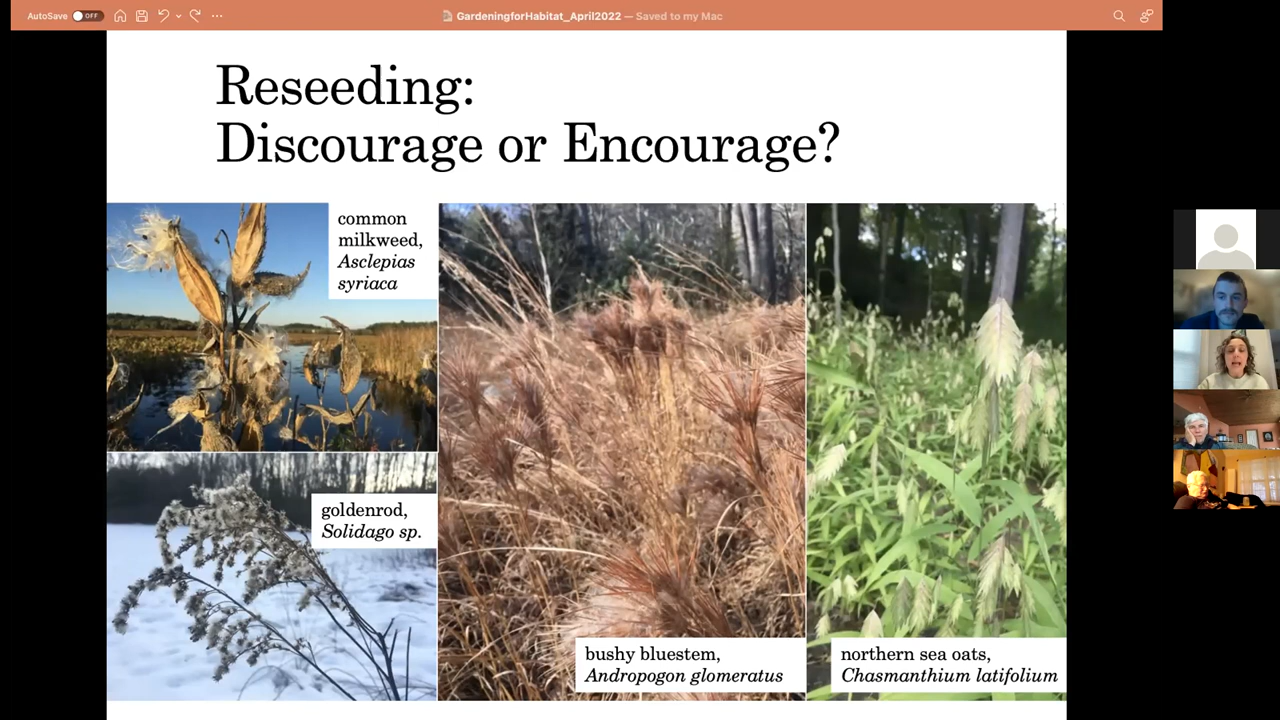 AutoSave OFF
GardeningforHabitat_April2022 — Saved to my Mac
Reseeding:
Discourage or Encourage?
common
milkweed,
Asclepias
syriaca
goldenrod,
Solidago sp.
bushy bluestem,
Andropogon glomeratus
northern sea oats,
Chasmanthium latifolium